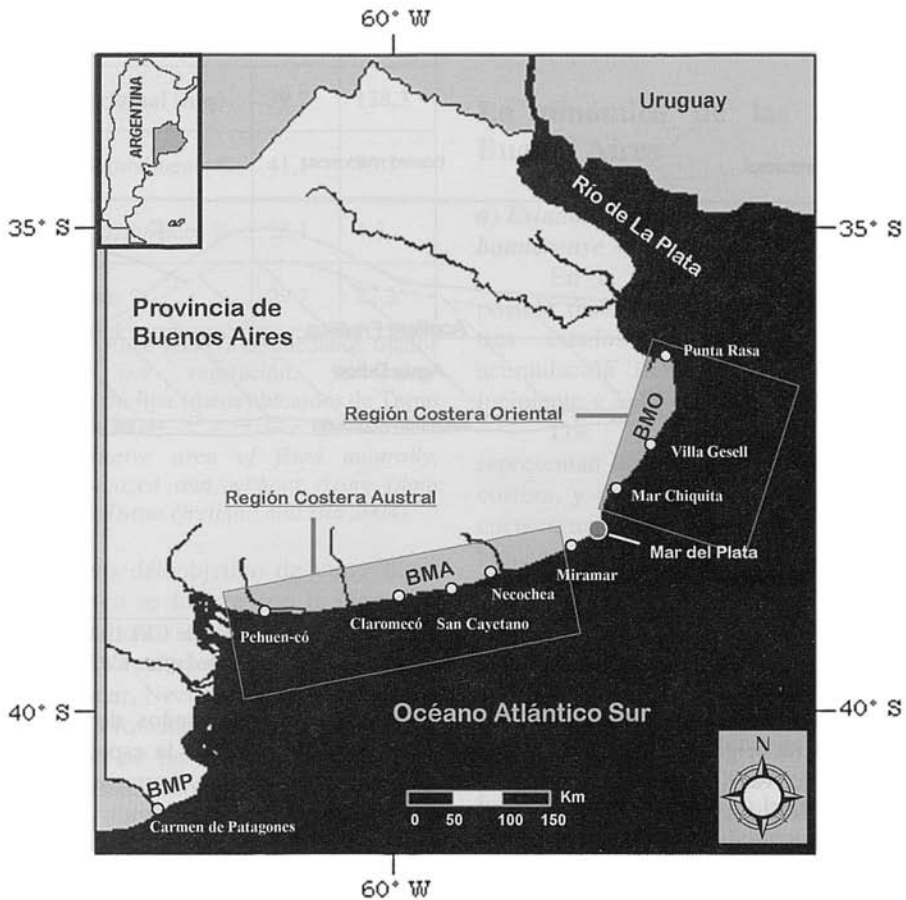 60° W
Uruguay
ARGENTINA
Río de La Plata
35° S
35° S
Provincia de
Buenos Aires
Punta Rasa
BMO
Región Costera Oriental
Villa Gesell
Mar Chiquita
Región Costera Austral
Mar del Plata
BMA
Miramar
Necochea
Claromecó
San Cayetano
Pehuen-có
40° S
Océano Atlántico Sur
40° S
N
BMP
Km
0 50 100 150
Carmen de Patagones
60° W